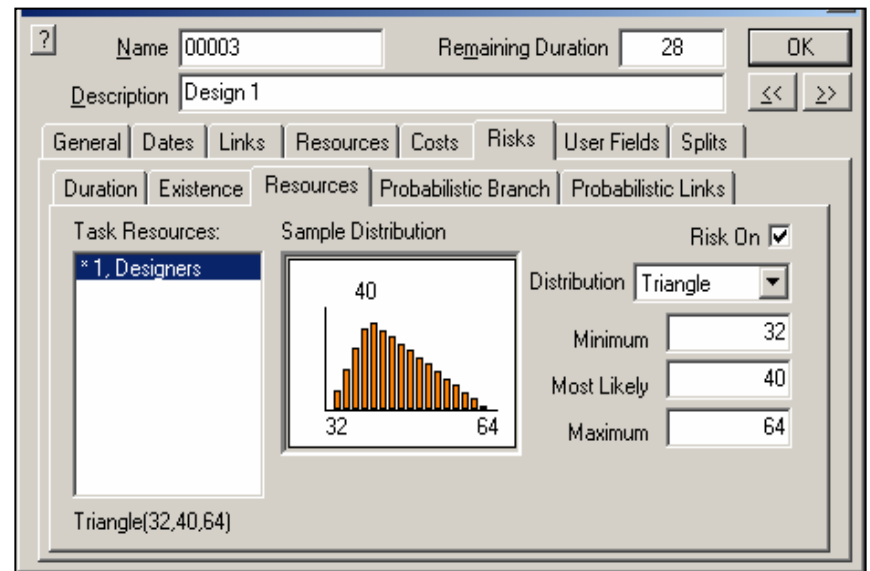 ?
Name 00003 Remaining Duration 28 OK
Description Design 1 << >>
General Dates Links Resources Costs Risks User Fields Splits
Duration Existence Resources Probabilistic Branch Probabilistic Links
Task Resources: Sample Distribution Risk On
* 1, Designers
40
Distribution Triangle
Minimum 32
Most Likely 40
32 64
Maximum 64
Triangle(32,40,64)